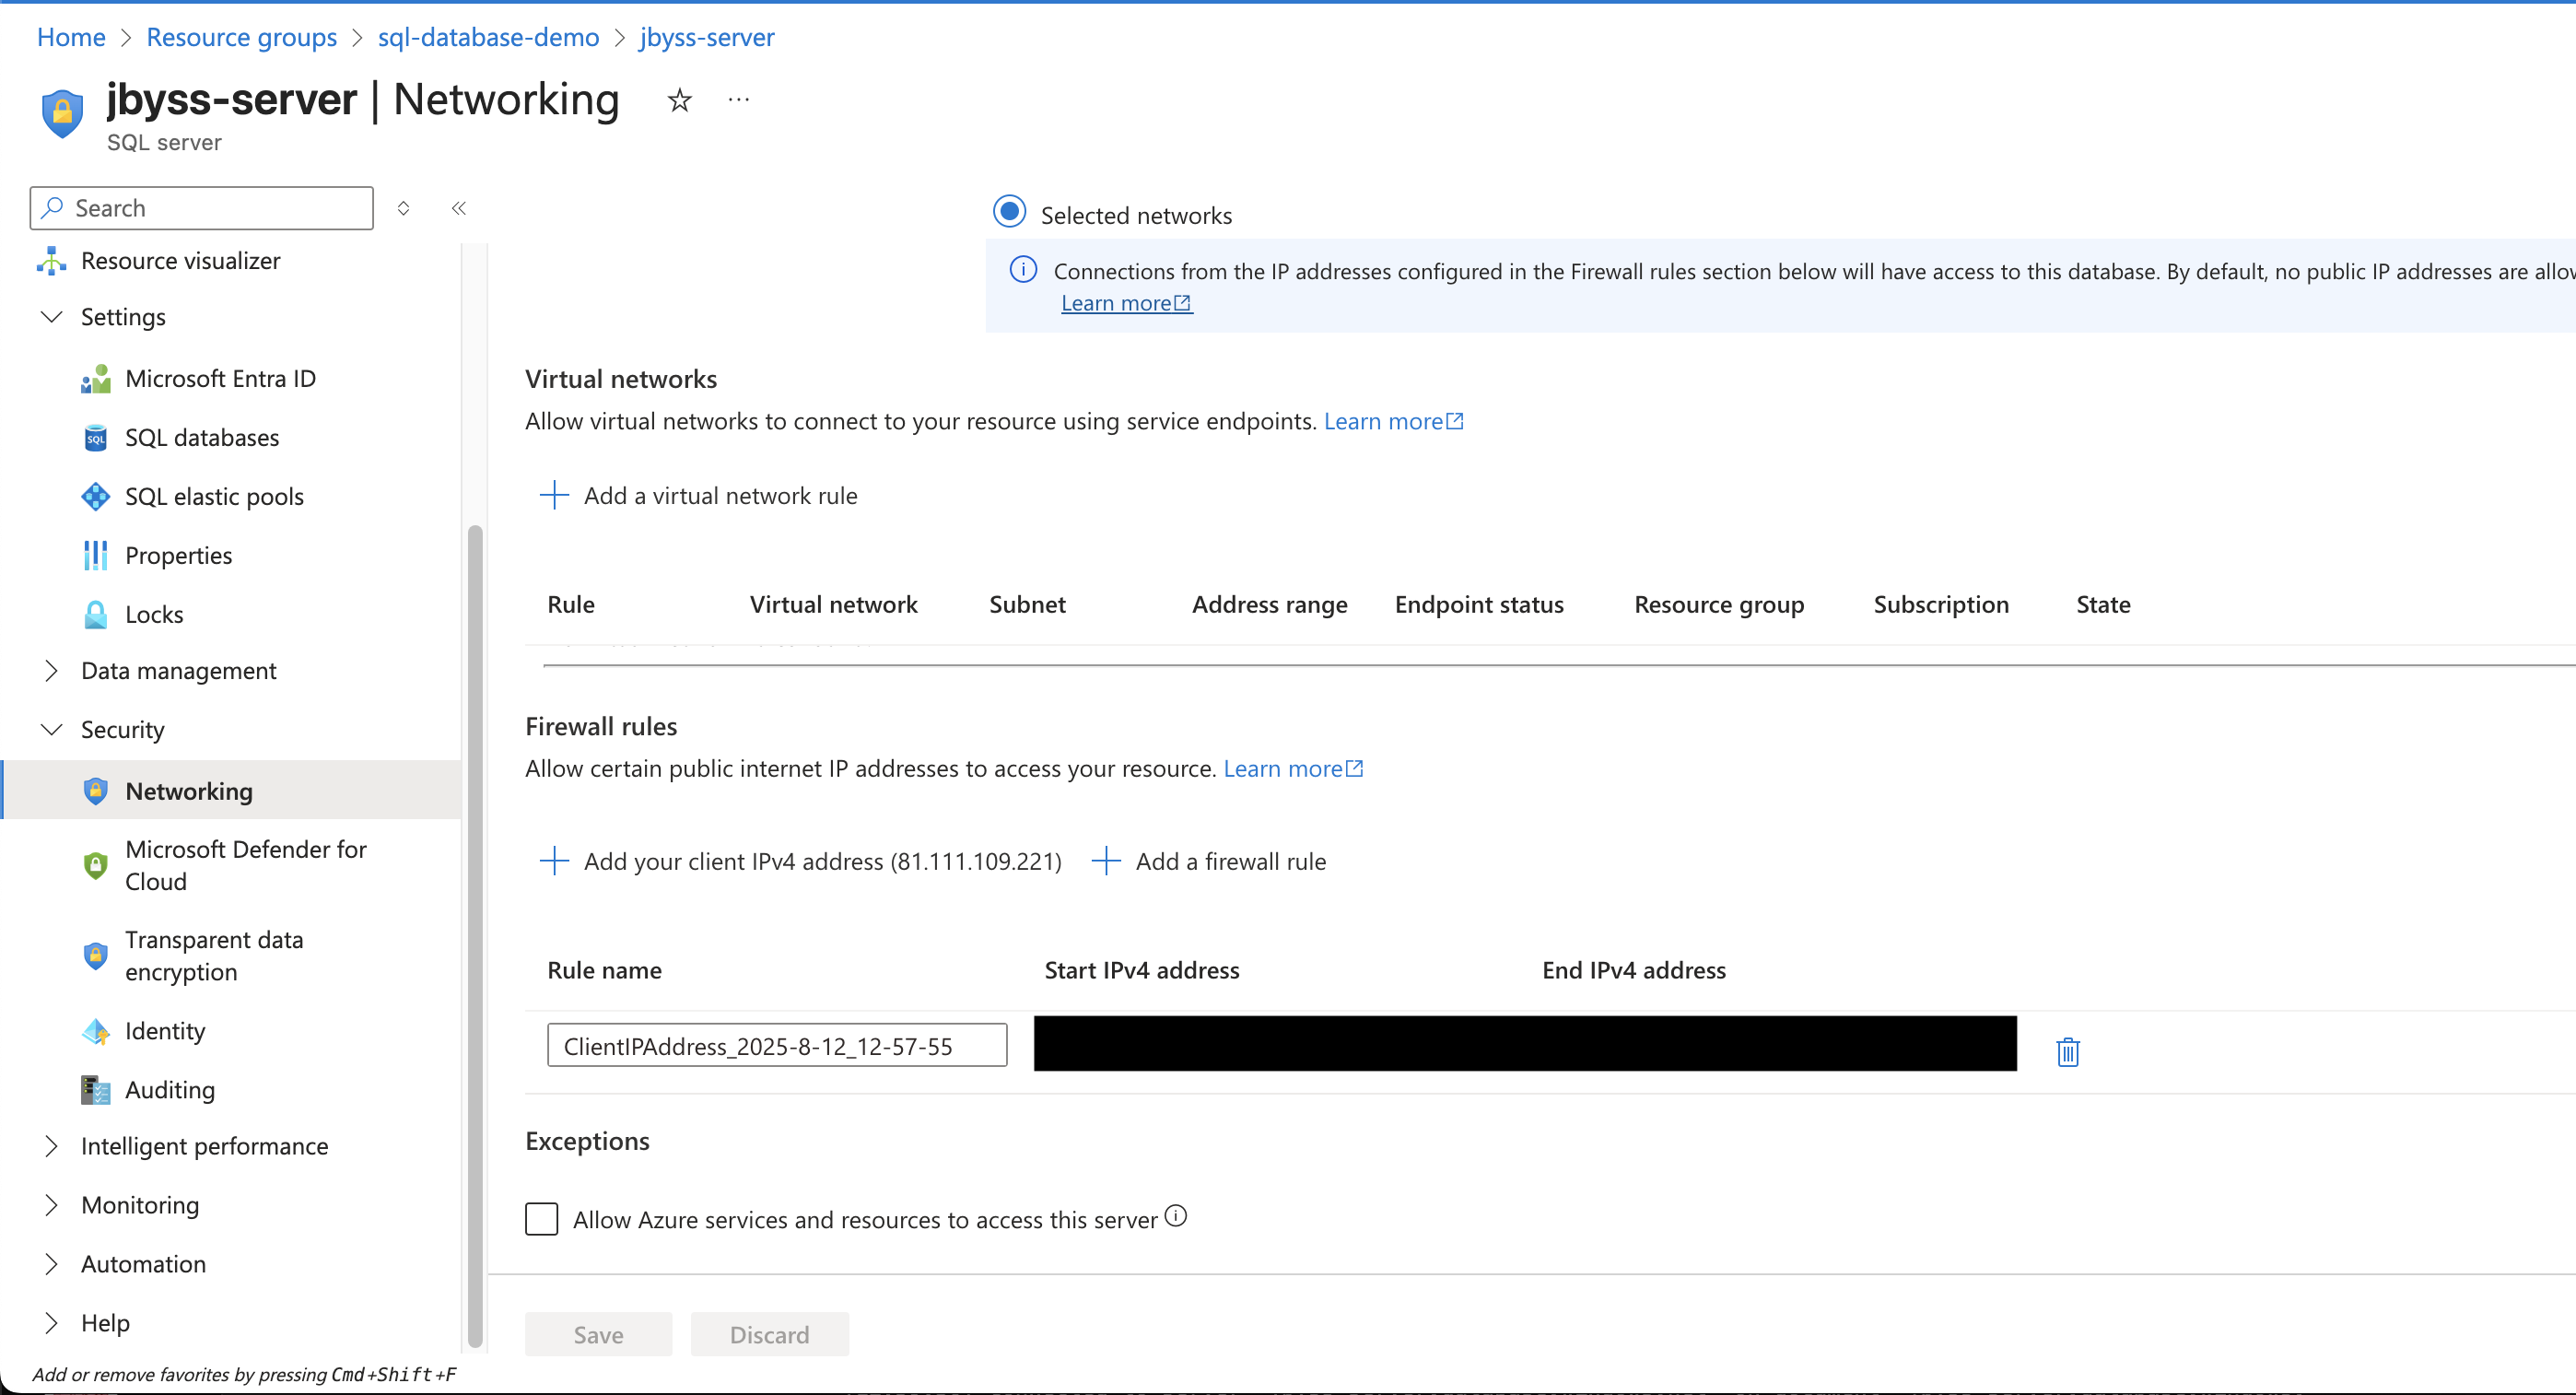 Home > Resource groups > sql-database-demo > jbyss-server
jbyss-server | Networking
SQL server
Search
Resource visualizer
Settings
Microsoft Entra ID
SQL databases
SQL elastic pools
Properties
Locks
Data management
Security
Networking
Microsoft Defender for
Cloud
Transparent data
encryption
Identity
Auditing
Intelligent performance
Monitoring
Automation
Help
Add or remove favorites by pressing Cmd+Shift+F
Selected networks
Connections from the IP addresses configured in the Firewall rules section below will have access to this database. By default, no public IP addresses are
Learn more
Virtual networks
Allow virtual networks to connect to your resource using service endpoints. Learn more
Add a virtual network rule
Rule Virtual network Subnet Address range Endpoint status Resource group Subscription State
Firewall rules
Allow certain public internet IP addresses to access your resource. Learn more
Add your client IPv4 address (81.111.109.221) Add a firewall rule
Rule name Start IPv4 address End IPv4 address
ClientIPAddress_2025-8-12_12-57-55
Exceptions
Allow Azure services and resources to access this server
Save Discard